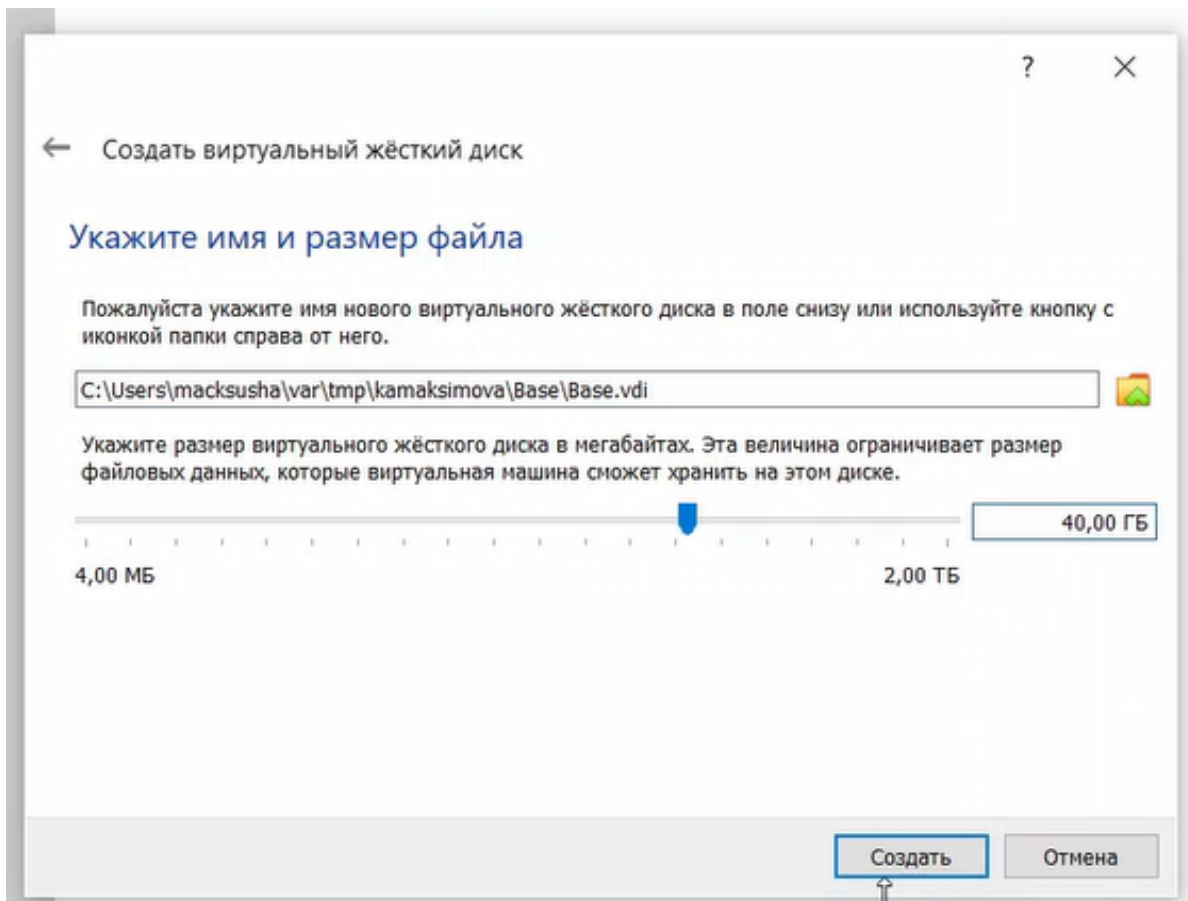 ?
Создать виртуальный жёсткий диск
Укажите имя и размер файла
Пожалуйста укажите имя нового виртуального жёсткого диска в поле снизу или используйте кнопку с
иконкой папки справа от него.
C:\Users\macksusha\var\tmp\kamaksimova\Base\Base.vdi
Укажите размер виртуального жёсткого диска в мегабайтах. Эта величина ограничивает размер
файловых данных, которые виртуальная машина сможет хранить на этом диске.
40,00 ГБ
4,00 МБ 2,00 ТБ
Создать Отмена